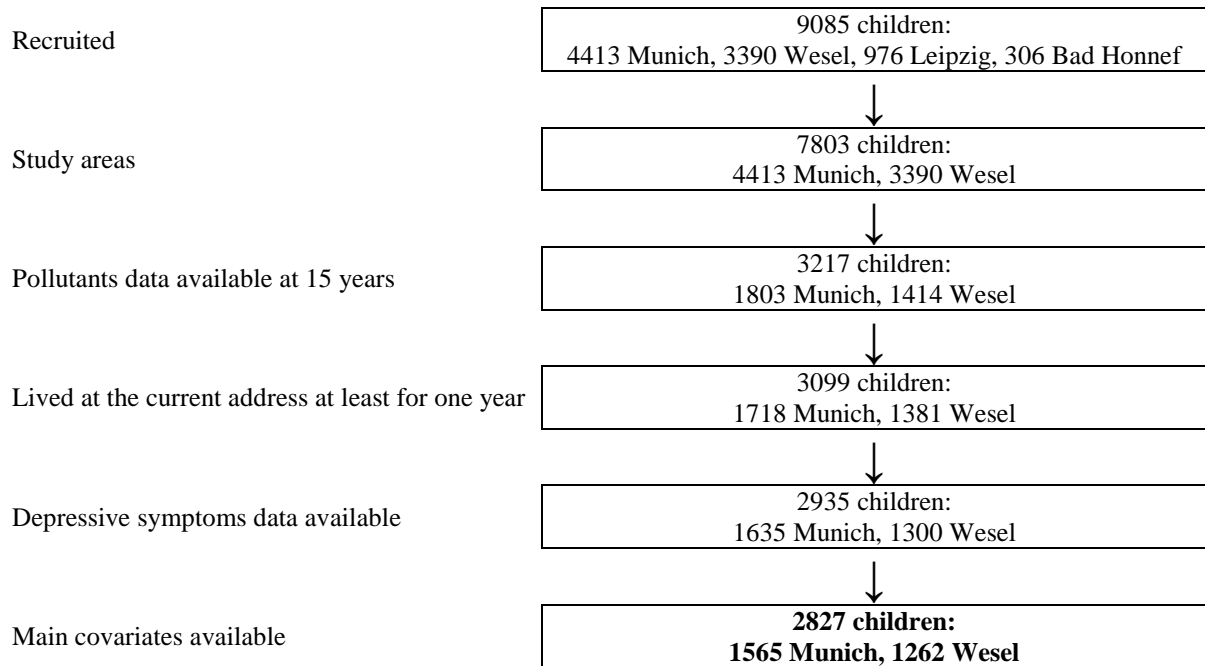 Recruited
9085 children:
4413 Munich, 3390 Wesel, 976 Leipzig, 306 Bad Honnef
Study areas
7803 children:
4413 Munich, 3390 Wesel
Pollutants data available at 15 years
3217 children:
1803 Munich, 1414 Wesel
Lived at the current address at least for one year
3099 children:
1718 Munich, 1381 Wesel
Depressive symptoms data available
2935 children:
1635 Munich, 1300 Wesel
Main covariates available
2827 children:
1565 Munich, 1262 Wesel